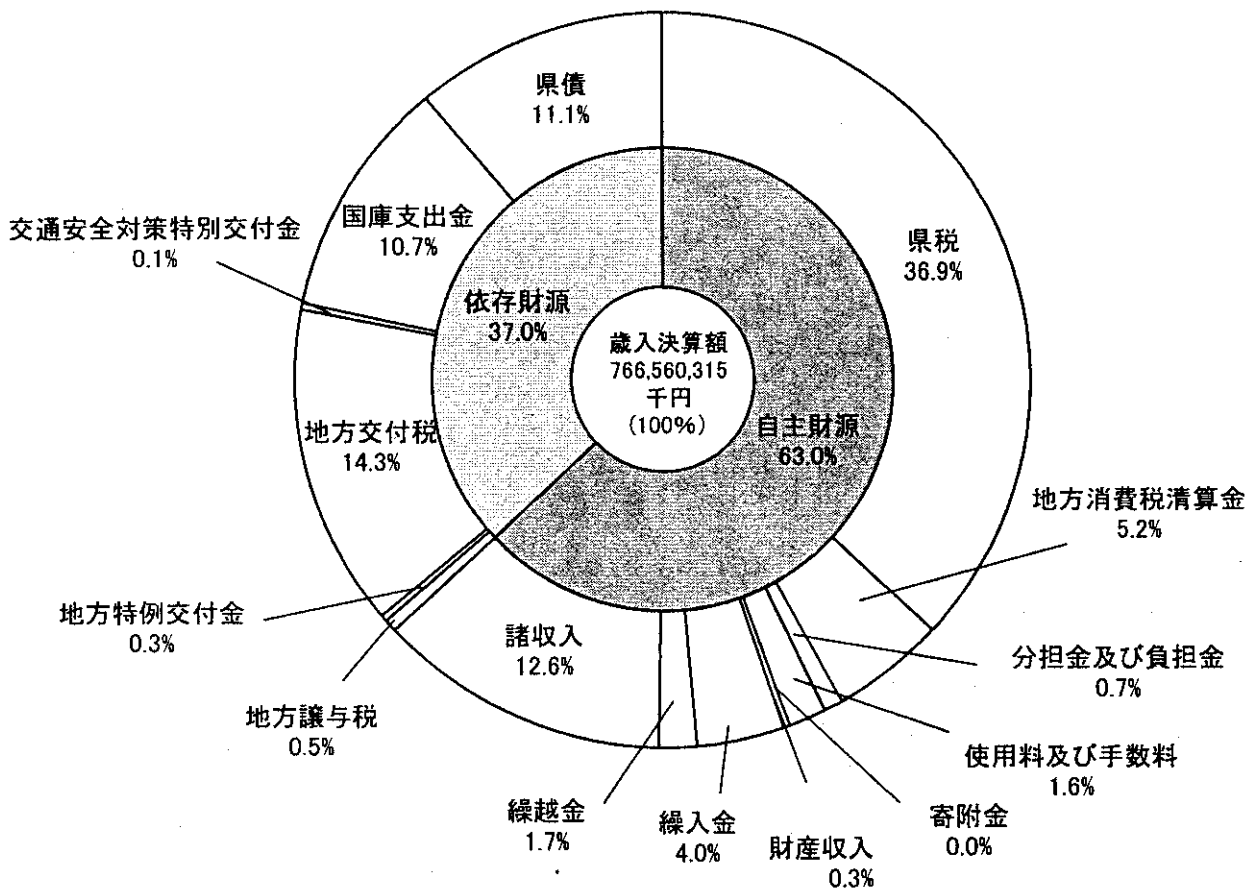 県債
11.1%
国庫支出金
10.7%
交通安全対策特別交付金
0.1%
県税
36.9%
依存財源
37.0%
歳入決算額
766,560,315
千円
(100%)
自主財源
63.0%
地方交付税
14.3%
地方消費税清算金
5.2%
地方特例交付金
0.3%
諸収入
12.6%
分担金及び負担金
0.7%
地方譲与税
0.5%
使用料及び手数料
1.6%
繰越金
1.7%
繰入金
4.0%
財産収入
0.3%
寄附金
0.0%